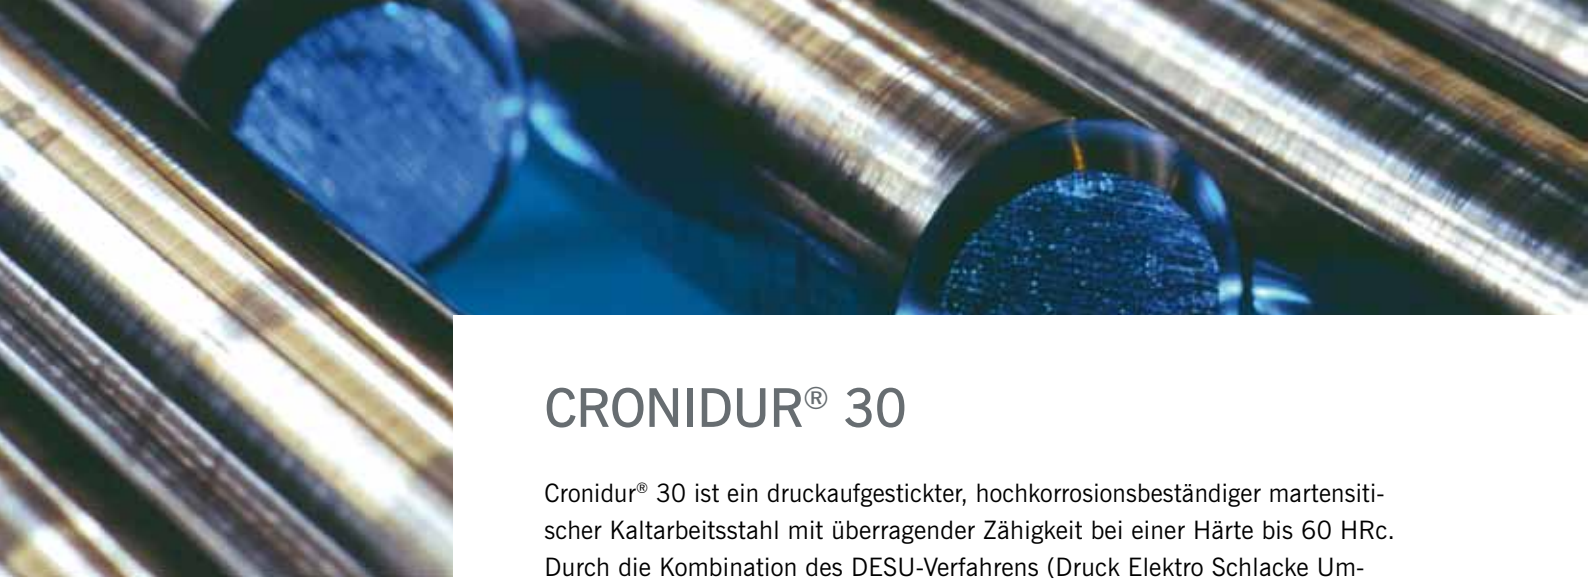 CRONIDUR® 30
Cronidur® 30 ist ein druckaufgestickter, hochkorrosionsbeständiger martensiti-
scher Kaltarbeitsstahl mit überragender Zähigkeit bei einer Härte bis 60 HRc.
Durch die Kombination des DESU-Verfahrens (Druck Elektro Schlacke Um-